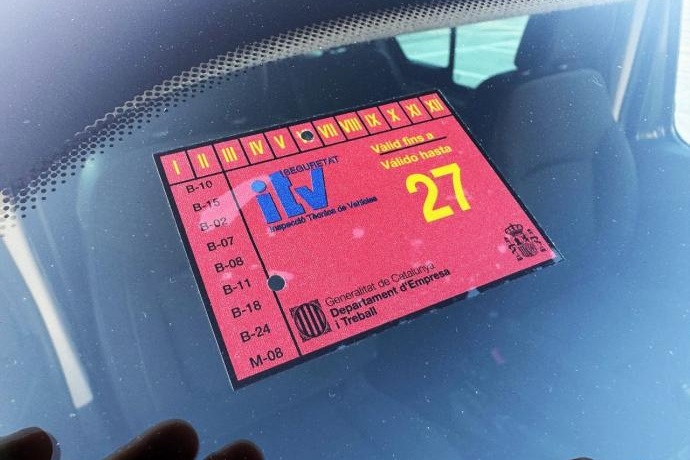 I II III IV V VII VIII IX X XI XII
SEGURETAT
itv
Inspecció Tècnica de Vehicles
Vàlid fins a
Válido hasta
27
B-10
B-15
B-02
B-07
B-08
B-11
B-18
B-24
M-08
Generalitat de Catalunya
Departament d'Empresa
i Treball